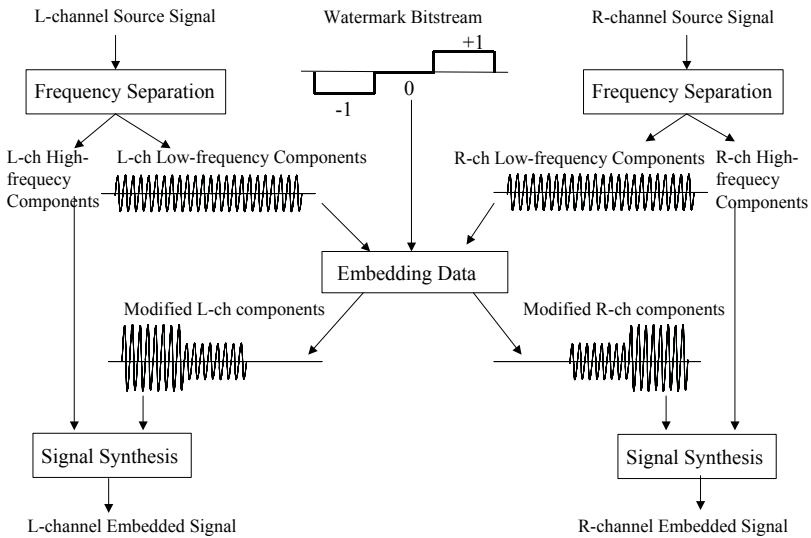 L-channel Source Signal
Watermark Bitstream
R-channel Source Signal
+1
0
-1
Frequency Separation
Frequency Separation
L-ch High-
frequecy
Components
L-ch Low-frequency Components
R-ch Low-frequency Components
R-ch High-
frequecy
Components
Embedding Data
Modified L-ch components
Modified R-ch components
Signal Synthesis
Signal Synthesis
L-channel Embedded Signal
R-channel Embedded Signal